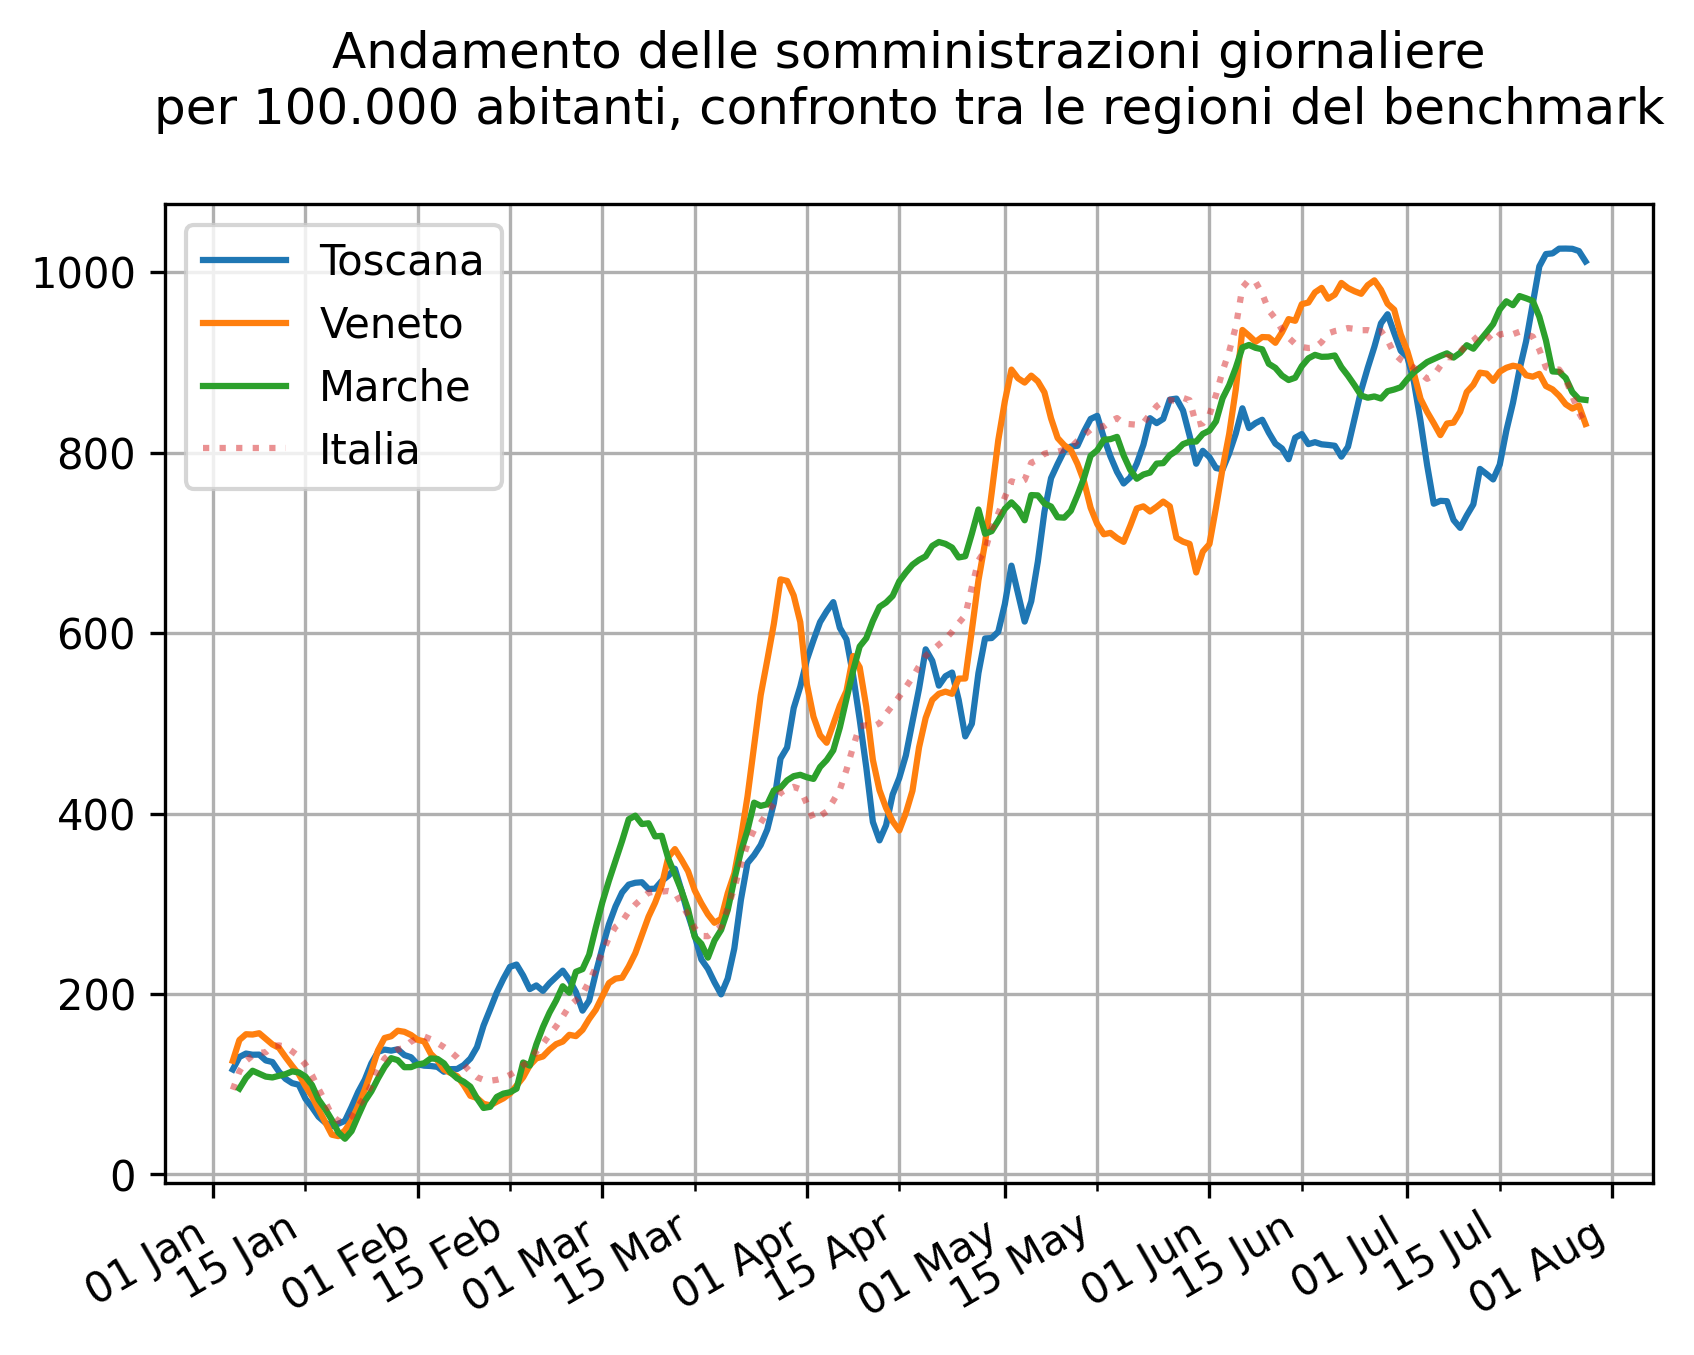 Andamento delle somministrazioni giornaliere
per 100.000 abitanti, confronto tra le regioni del benchmark
Toscana
Veneto
Marche
Italia
1000
800
600
400
200
0
01 Jan
15 Jan
01 Feb
15 Feb
01 Mar
15 Mar
01 Apr
15 Apr
01 May
15 May
01 Jun
15 Jun
01 Jul
15 Jul
01 Aug